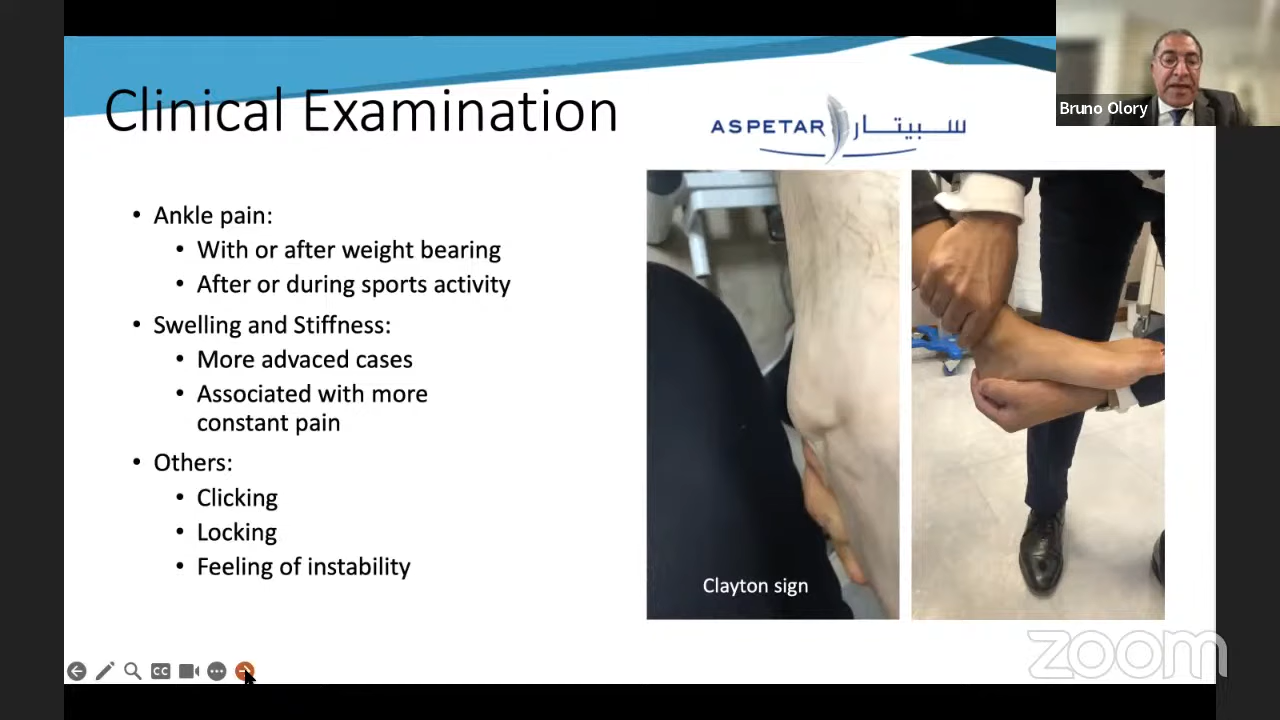 Clinical Examination
ASPETAR سبيتار
Bruno Olory
• Ankle pain:
• With or after weight bearing
• After or during sports activity
• Swelling and Stiffness:
• More advaced cases
• Associated with more
constant pain
• Others:
• Clicking
• Locking
• Feeling of instability
Clayton sign
CC
zoom